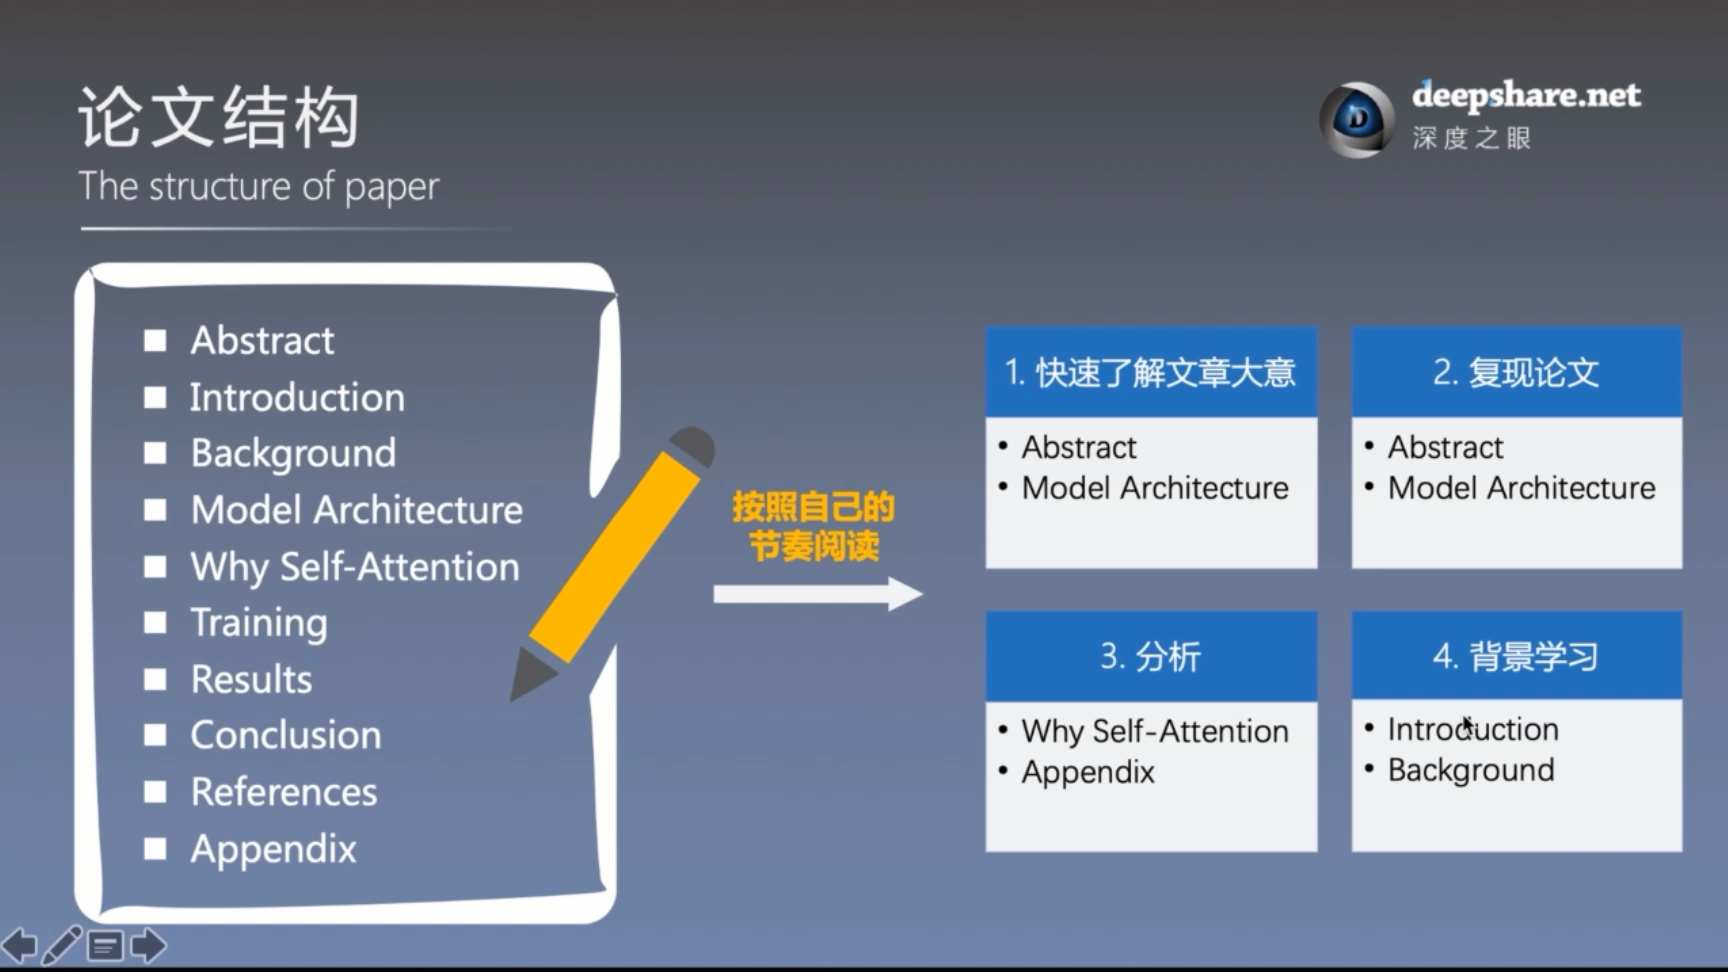 论文结构
The structure of paper
deepshare.net
深度之眼
Abstract
Introduction
Background
Model Architecture
Why Self-Attention
Training
Results
Conclusion
References
Appendix
按照自己的
节奏阅读
1. 快速了解文章大意
• Abstract
• Model Architecture
2. 复现论文
• Abstract
• Model Architecture
3. 分析
• Why Self-Attention
• Appendix
4. 背景学习
• Introduction
• Background